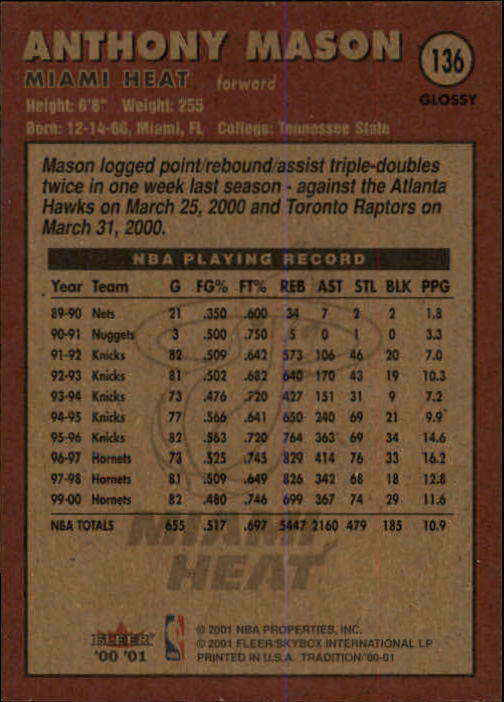 ANTHONY MASON
136
MIAMI HEAT forward
GLOSSY
Height: 6'8" Weight: 255
Born: 12-14-66, Miami, FL College: Tennessee State
Mason logged point/rebound/assist triple-doubles
twice in one week last season - against the Atlanta
Hawks on March 25, 2000 and Toronto Raptors on
March 31, 2000.
NBA PLAYING RECORD
Year Team G FG% FT% REB AST STL BLK PPG
89-90 Nets 21 .350 .600 34 7 2 2 1.8
90-91 Nuggets 3 .500 .750 5 0 1 0 3.3
91-92 Knicks 82 .509 .642 573 106 46 20 7.0
92-93 Knicks 81 .502 .682 640 170 43 19 10.3
93-94 Knicks 73 .476 .720 427 151 31 9 7.2
94-95 Knicks 77 .566 .641 650 240 69 21 9.9
95-96 Knicks 82 .563 .720 764 363 69 34 14.6
96-97 Hornets 73 .525 .745 829 414 76 33 16.2
97-98 Hornets 81 .509 .649 826 342 68 18 12.8
99-00 Hornets 82 .480 .746 699 367 74 29 11.6
NBA TOTALS 655 .517 .697 5447 2160 479 185 10.9
MIAMI
HEAT
FLEER
'00 '01
© 2001 NBA PROPERTIES, INC.
© 2001 FLEER/SKYBOX INTERNATIONAL LP
PRINTED IN U.S.A. TRADITION '00-01